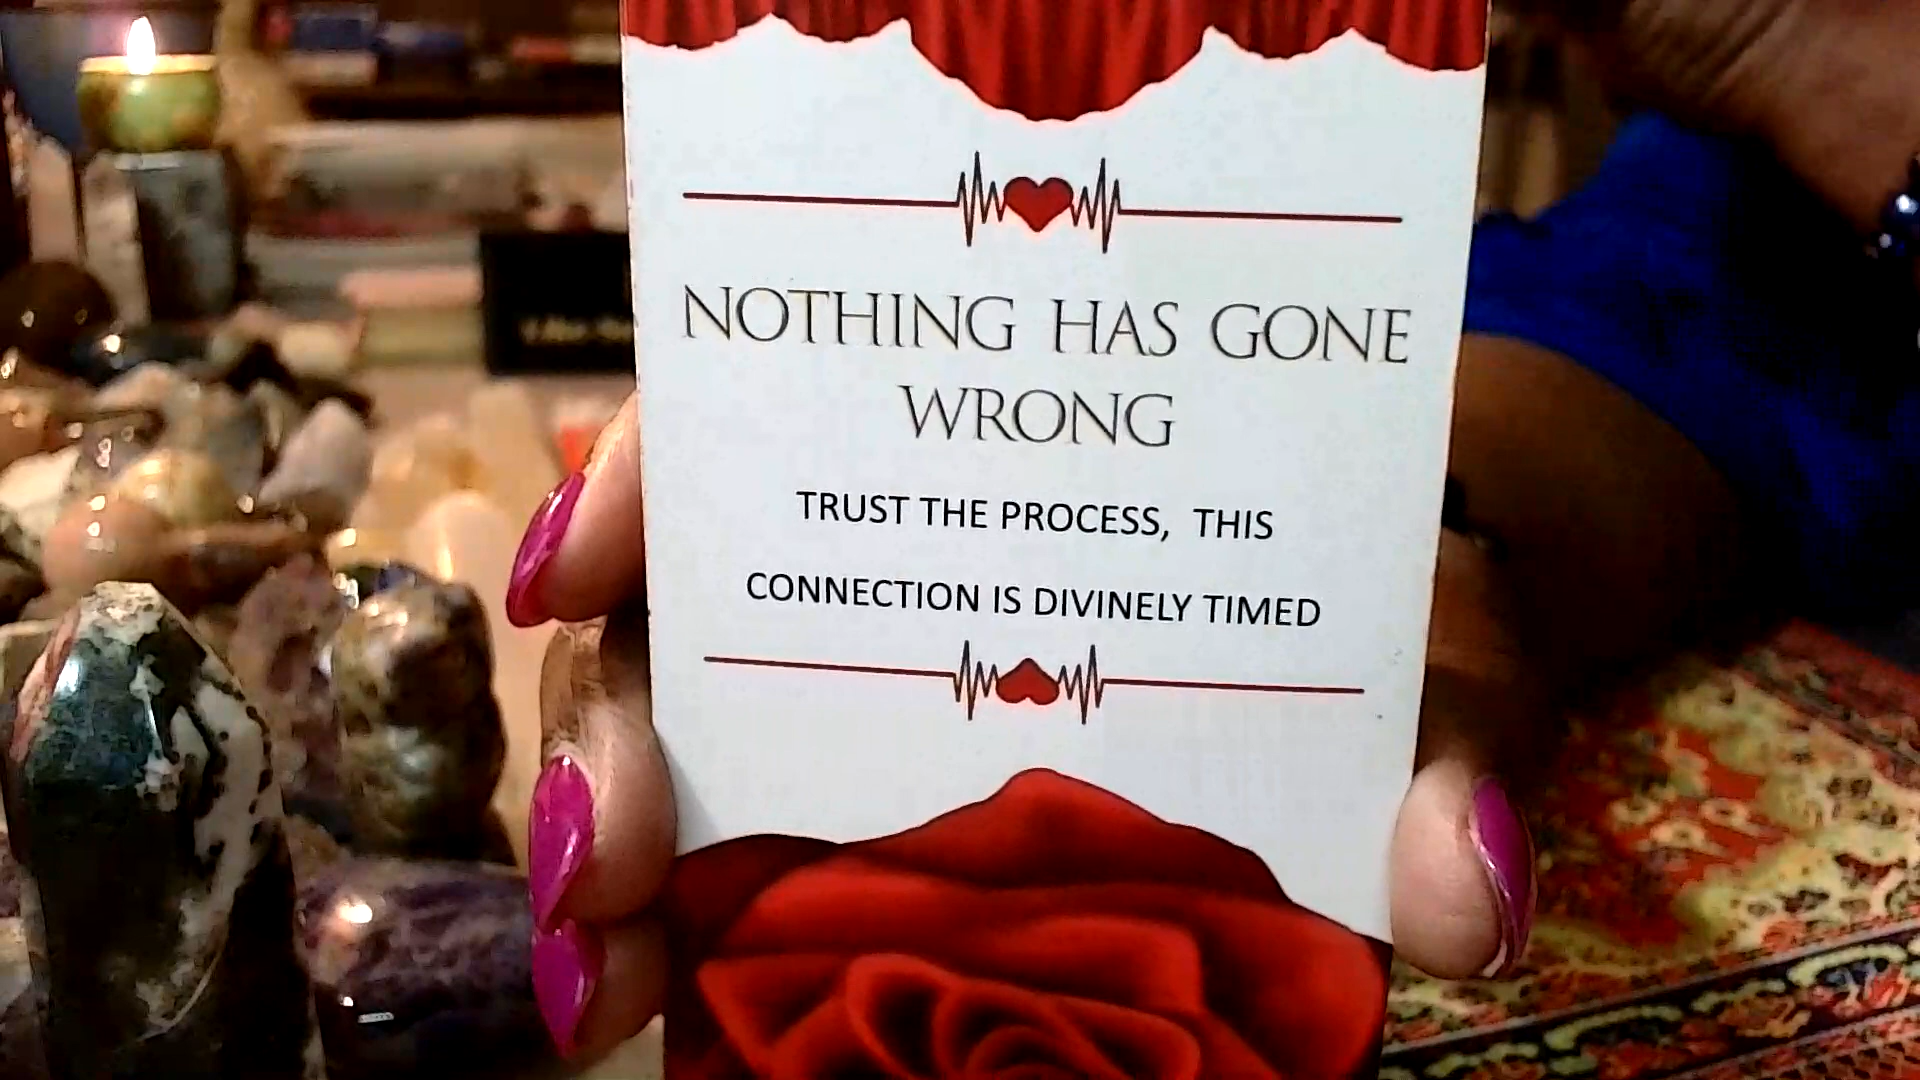 NOTHING HAS GONE
WRONG
TRUST THE PROCESS, THIS
CONNECTION IS DIVINELY TIMED